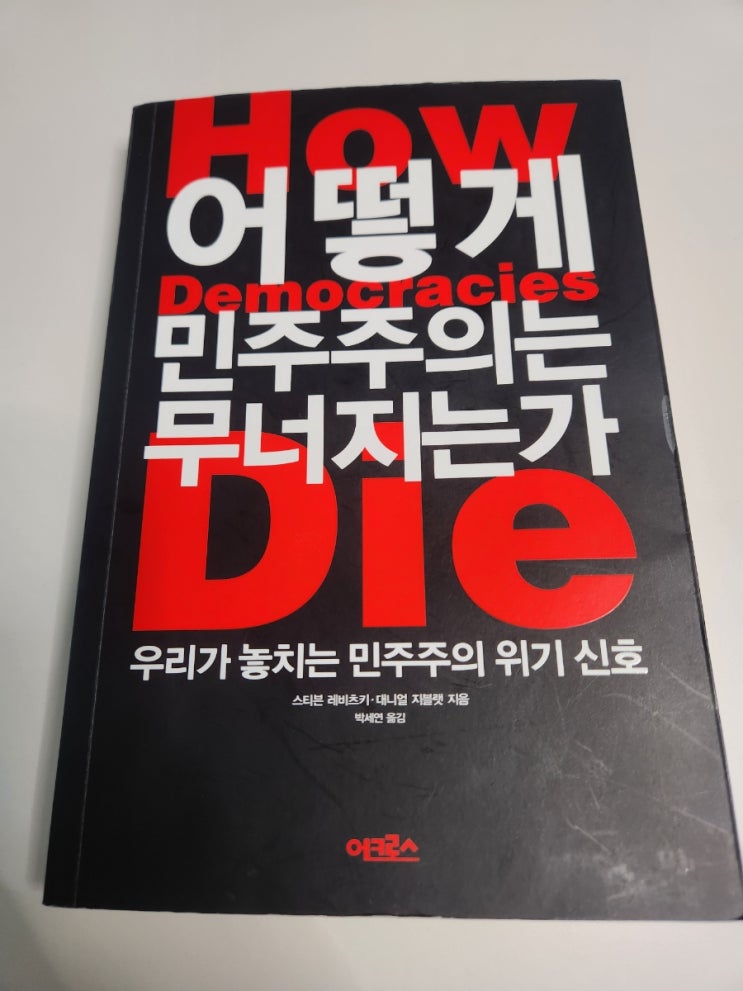 How
어떻게
Democracies
민주주의는
무너지는가
Die
우리가 놓치는 민주주의 위기 신호
스티븐 레비츠키·대니얼 지블랫 지음
박세연 옮김
어크로스